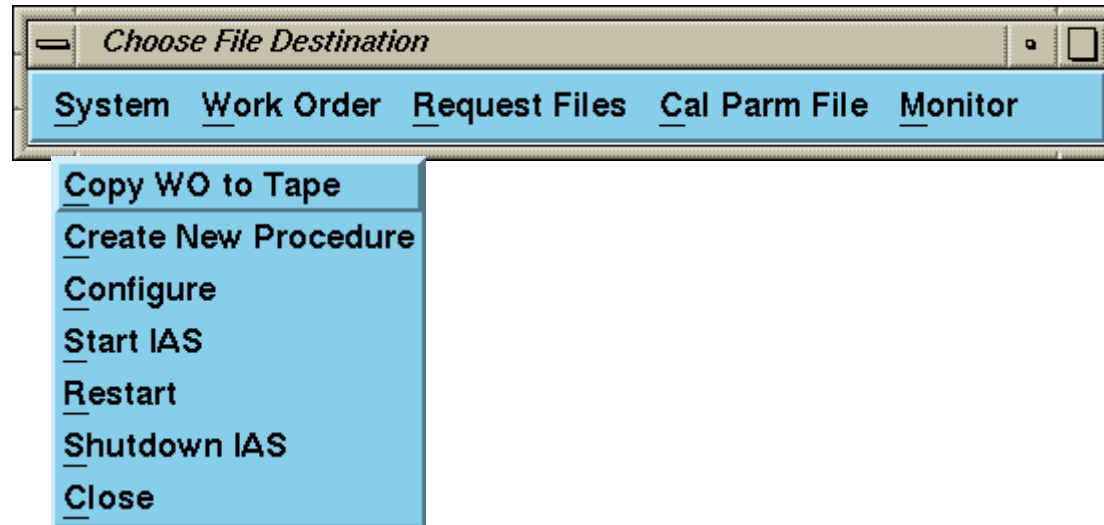 Choose File Destination
System Work Order Request Files Cal Parm File Monitor
Copy WO to Tape
Create New Procedure
Configure
Start IAS
Restart
Shutdown IAS
Close